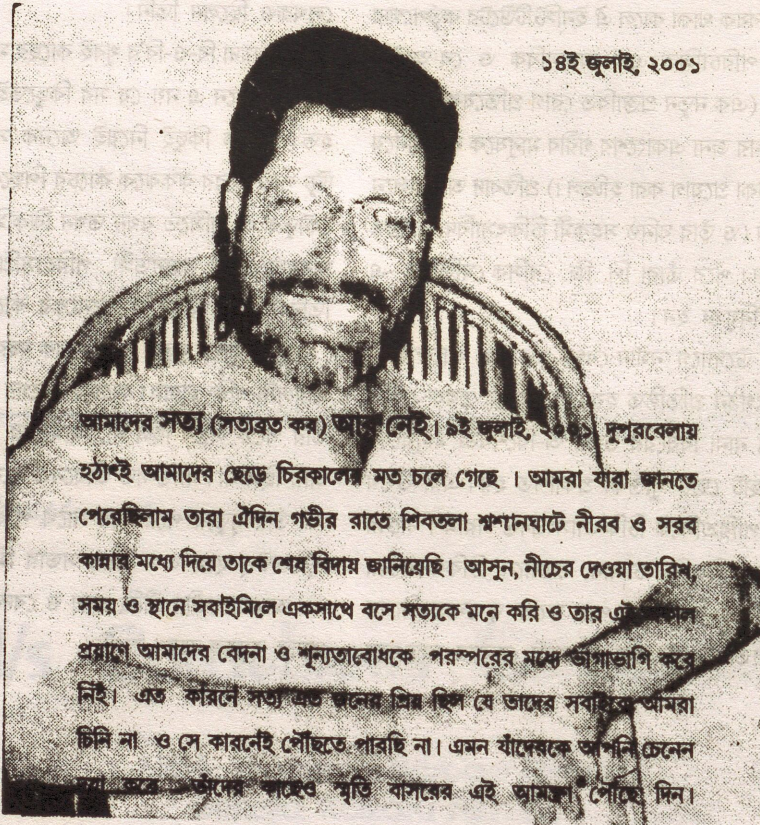 ১৪ই জুলাই, ২০০১
আমাদের সত্য (সত্যব্রত কর) আর নেই। ৯ই জুলাই, ২০০১ দুপুরবেলায়
হঠাৎই আমাদের ছেড়ে চিরকালের মত চলে গেছে । আমরা যারা জানতে
পেরেছিলাম তারা ঐদিন গভীর রাতে শিবতলা শ্মশানঘাটে নীরব ও সরব
কান্নার মধ্যে দিয়ে তাকে শেষ বিদায় জানিয়েছি। আসুন, নীচের দেওয়া তারিখ,
সময় ও স্থানে সবাইমিলে একসাথে বসে সত্যকে মনে করি ও তার এই অকাল
প্রয়াণে আমাদের বেদনা ও শূন্যতাবোধকে পরস্পরের মধ্যে ভাগাভাগি করে
নিই। এত কারনে সত্য এত জনের প্রিয় ছিল যে তাদের সবাইকে আমরা
চিনি না ও সে কারনেই পৌঁছতে পারছি না। এমন যাঁদেরকে আপনি চেনেন
দয়া করে তাঁদের কাছেও স্মৃতি বাসরের এই আমন্ত্রণ পৌঁছে দিন।